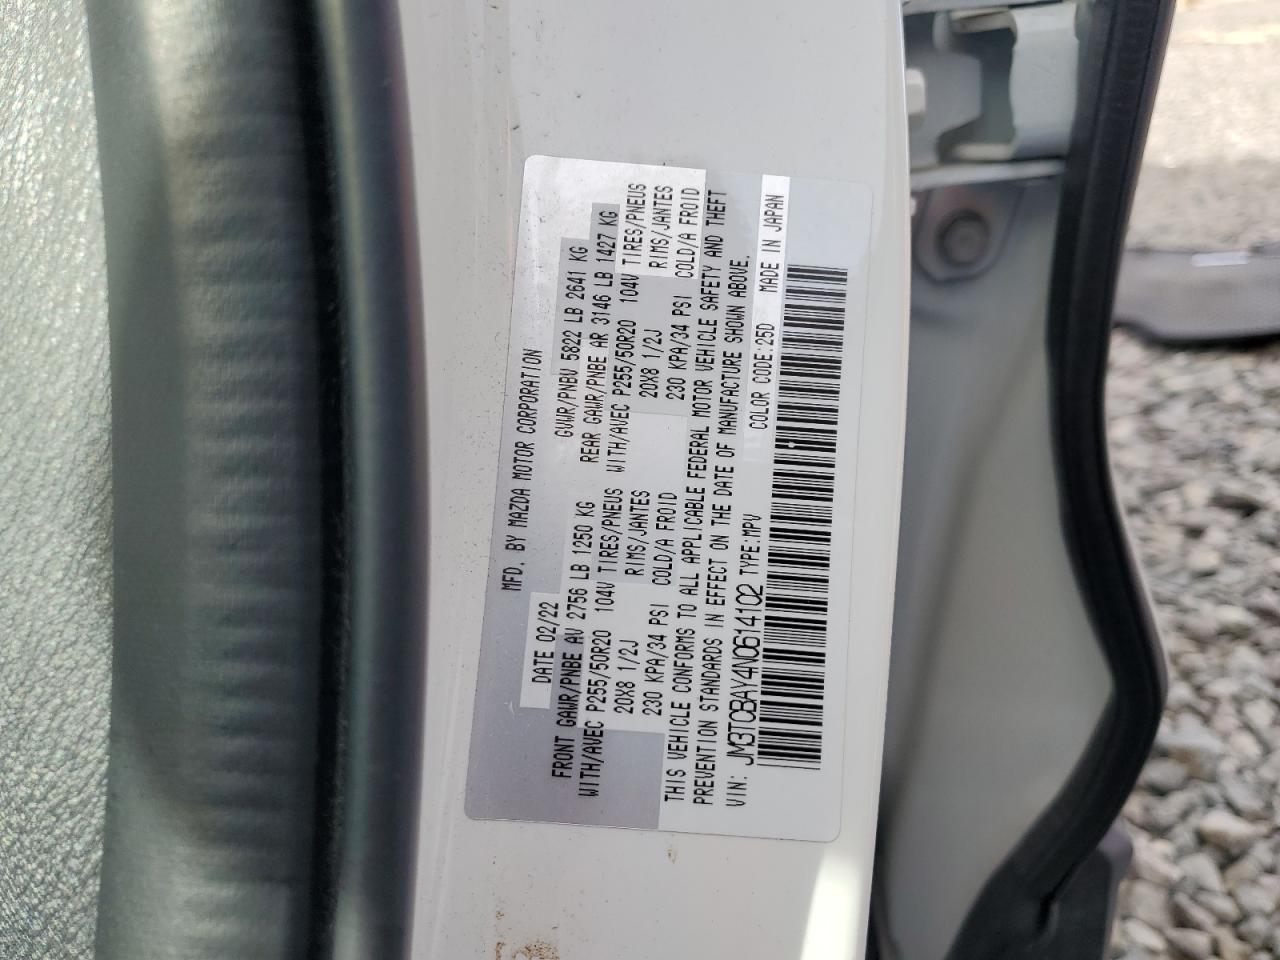 MFD. BY MAZDA MOTOR CORPORATION
DATE 02/22 GVWR/PNBV 5822 LB 2641 KG
FRONT GAWR/PNBE AV 2756 LB 1250 KG REAR GAWR/PNBE AR 3146 LB 1427 KG
WITH/AVEC P255/50R20 104V TIRES/PNEUS WITH/AVEC P255/50R20 104V TIRES/PNEUS
20X8 1/2J RIMS/JANTES 20X8 1/2J RIMS/JANTES
230 KPA/34 PSI COLD/A FROID 230 KPA/34 PSI COLD/A FROID
THIS VEHICLE CONFORMS TO ALL APPLICABLE FEDERAL MOTOR VEHICLE SAFETY AND THEFT
PREVENTION STANDARDS IN EFFECT ON THE DATE OF MANUFACTURE SHOWN ABOVE.
VIN: JM3TCBAY4N0614102 TYPE:MPV COLOR CODE:25D MADE IN JAPAN